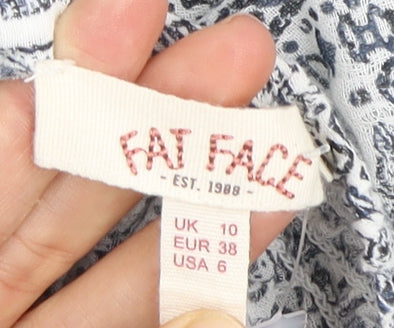 FAT FACE
- EST. 1988 -
UK 10
EUR 38
USA 6